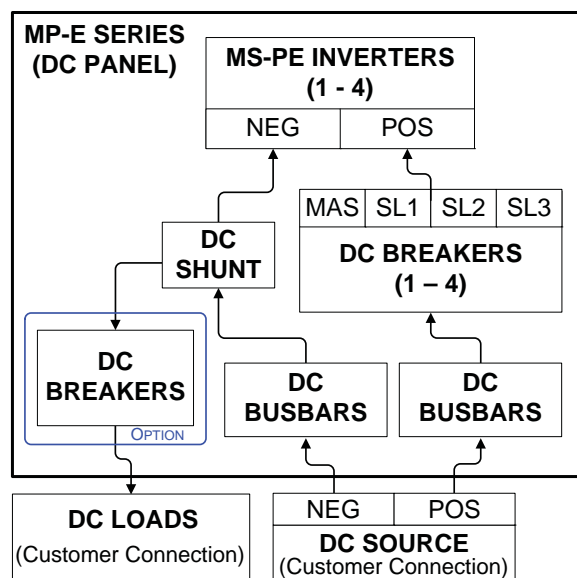 MP-E SERIES
(DC PANEL)
MS-PE INVERTERS
(1 - 4)
NEG POS
MAS SL1 SL2 SL3
DC BREAKERS
(1 – 4)
DC
SHUNT
DC
BREAKERS
OPTION
DC
BUSBARS
DC
BUSBARS
DC LOADS
(Customer Connection)
NEG POS
DC SOURCE
(Customer Connection)